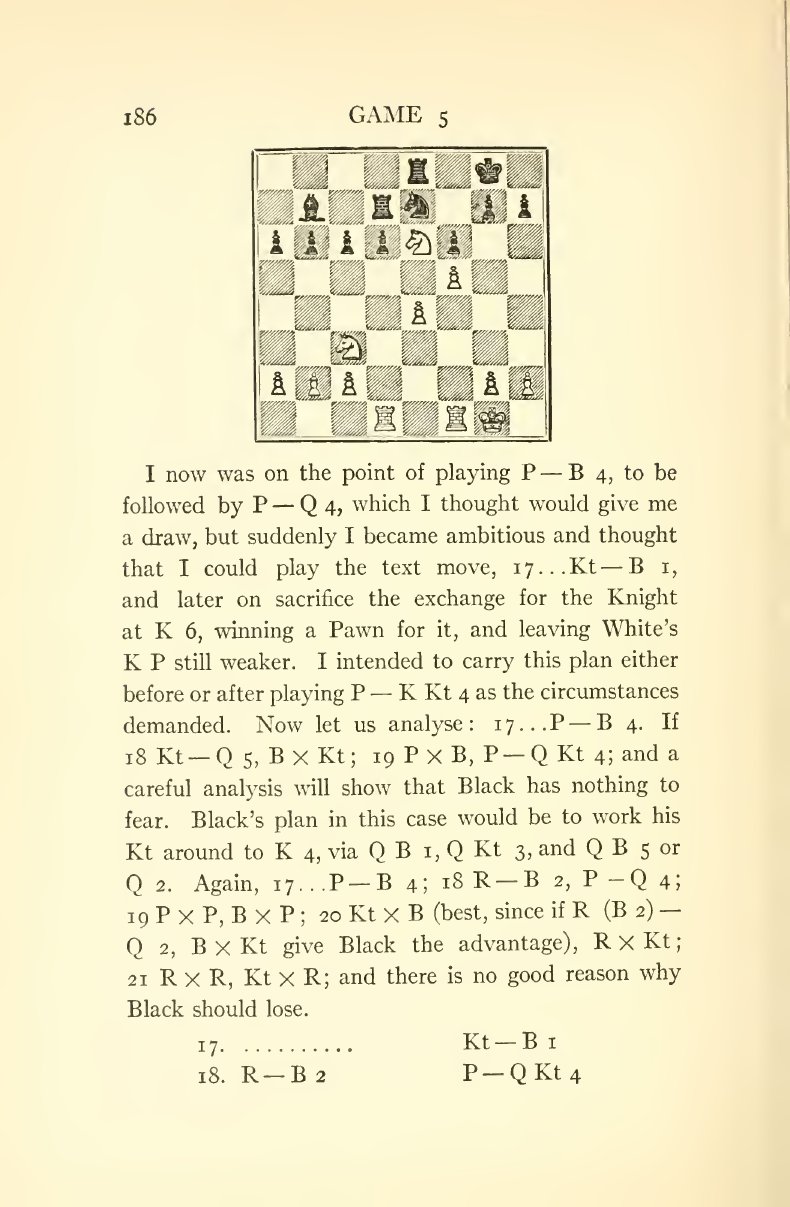 186 GAME 5
I now was on the point of playing P — B 4, to be
followed by P — Q 4, which I thought would give me
a draw, but suddenly I became ambitious and thought
that I could play the text move, 17...Kt — B 1,
and later on sacrifice the exchange for the Knight
at K 6, winning a Pawn for it, and leaving White's
K P still weaker. I intended to carry this plan either
before or after playing P — K Kt 4 as the circumstances
demanded. Now let us analyse: 17...P — B 4. If
18 Kt — Q 5, B × Kt; 19 P × B, P — Q Kt 4; and a
careful analysis will show that Black has nothing to
fear. Black's plan in this case would be to work his
Kt around to K 4, via Q B 1, Q Kt 3, and Q B 5 or
Q 2. Again, 17...P — B 4; 18 R — B 2, P – Q 4;
19 P × P, B × P; 20 Kt × B (best, since if R (B 2) —
Q 2, B × Kt give Black the advantage), R × Kt;
21 R × R, Kt × R; and there is no good reason why
Black should lose.
17. .......... Kt — B 1
18. R — B 2 P — Q Kt 4